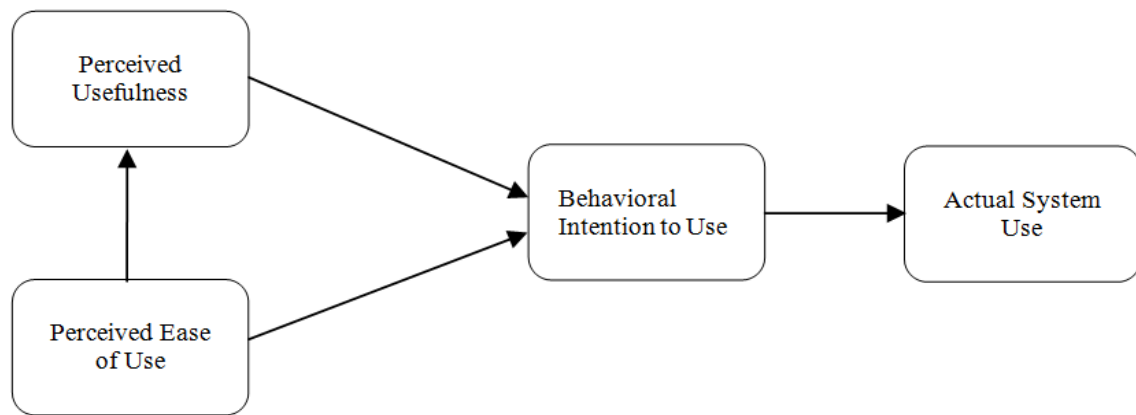 Perceived
Usefulness
Behavioral
Intention to Use
Actual System
Use
Perceived Ease
of Use